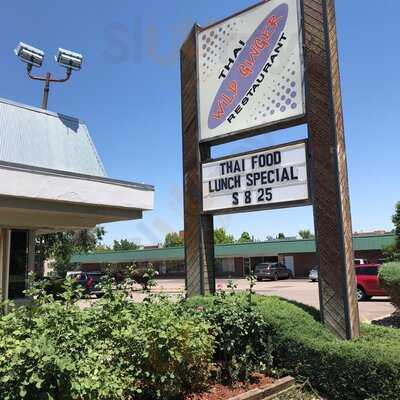 THAI
WILD GINGER
RESTAURANT
THAI FOOD
LUNCH SPECIAL
$ 8 25